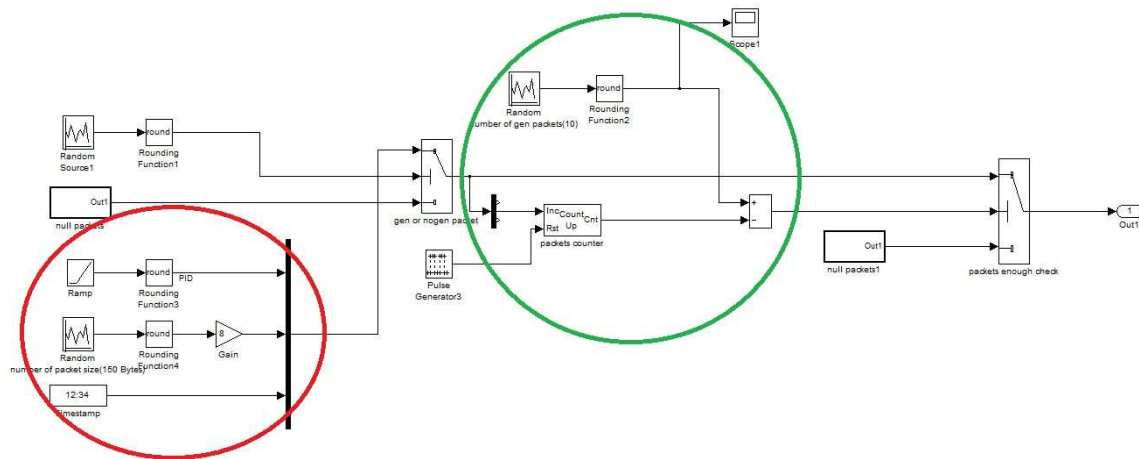 Scope1
Random
number of gen packets(10)
round
Rounding
Function2
Random
Source1
round
Rounding
Function1
Out1
null packets
gen or nogen packet
Inc
Rst
Count
Up
Cnt
packets counter
+
−
Pulse
Generator3
Out1
null packets1
packets enough check
1
Out1
Ramp
round
Rounding
Function3
PID
Random
number of packet size(150 Bytes)
round
Rounding
Function4
8
Gain
12:34
Timestamp